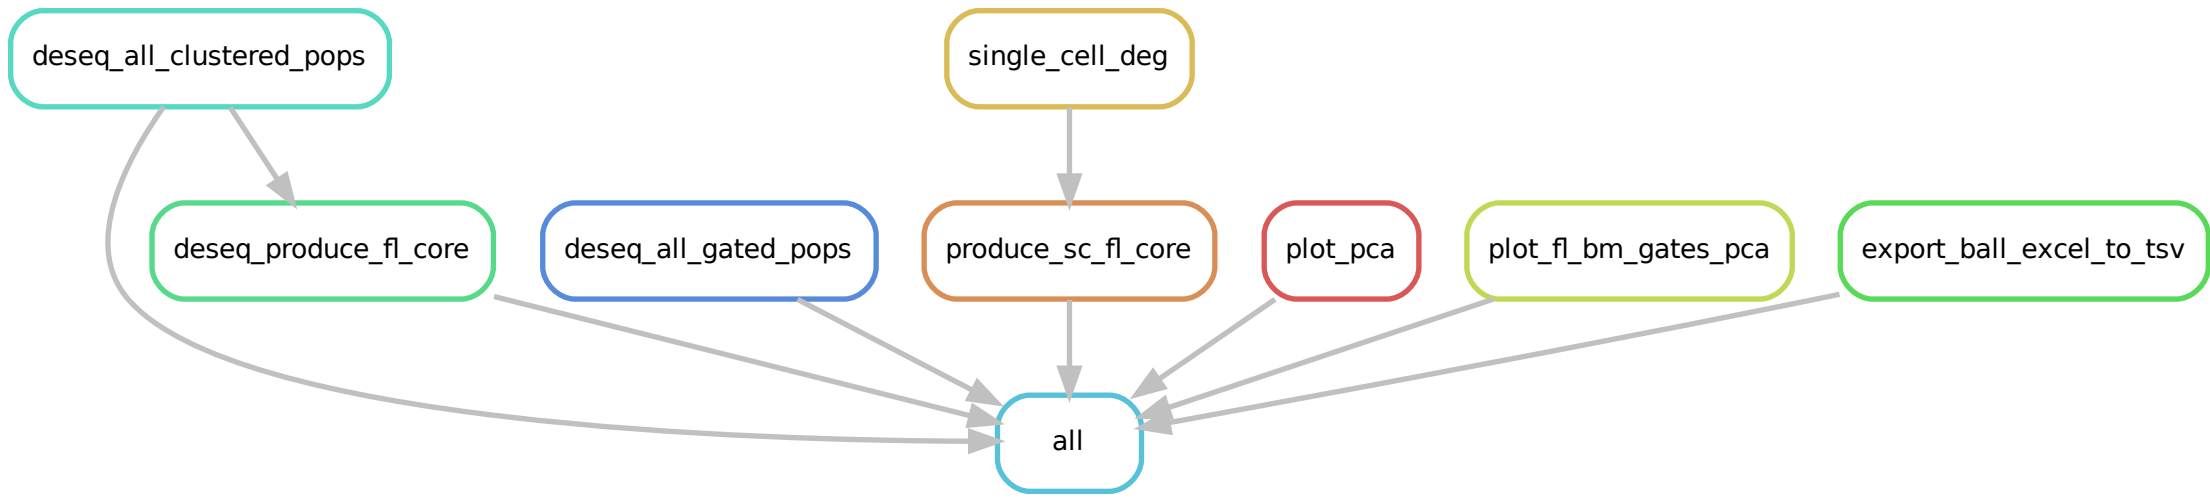 deseq_all_clustered_pops
single_cell_deg
deseq_produce_fl_core
deseq_all_gated_pops
produce_sc_fl_core
plot_pca
plot_fl_bm_gates_pca
export_ball_excel_to_tsv
all